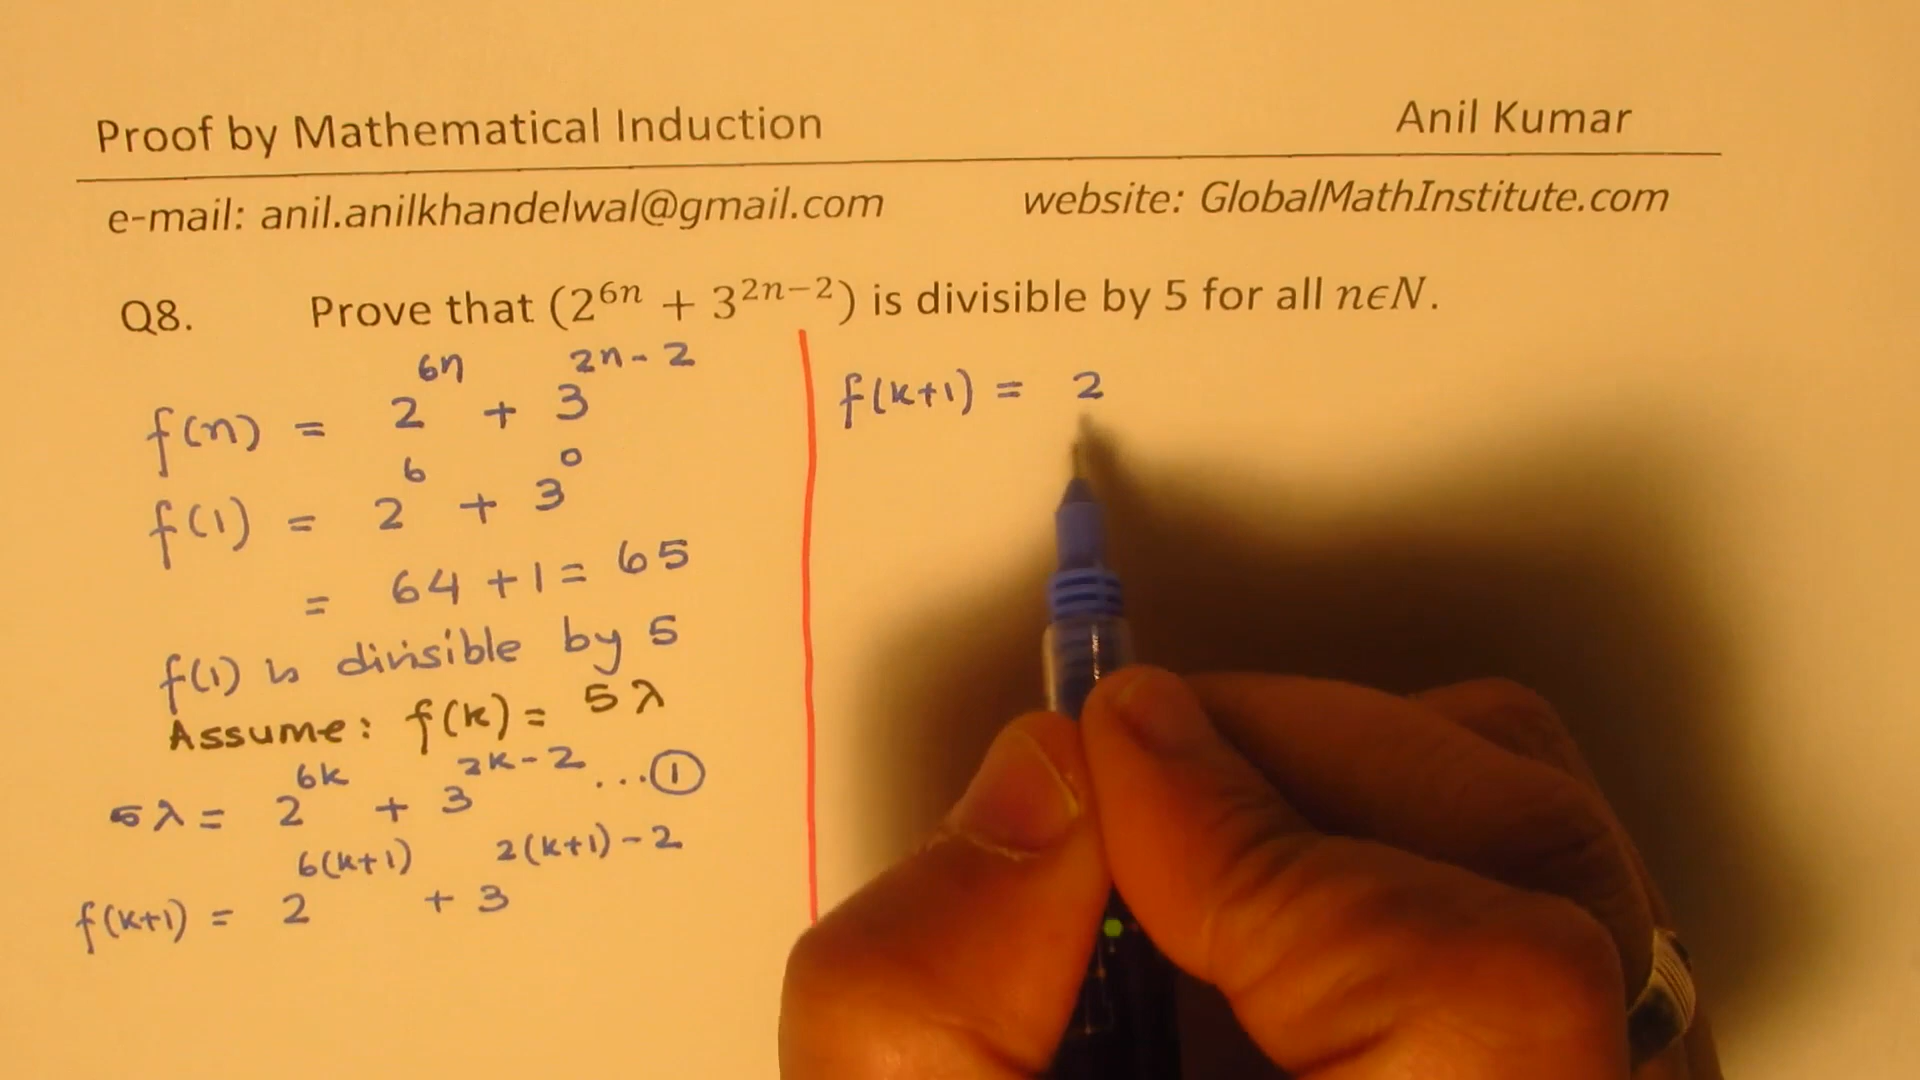 Proof by Mathematical Induction Anil Kumar
e-mail: anil.anilkhandelwal@gmail.com website: GlobalMathInstitute.com
Q8. Prove that (2^{6n} + 3^{2n−2}) is divisible by 5 for all nϵN.
f(n) = 2^{6n} + 3^{2n-2}
f(1) = 2^6 + 3^0
= 64 + 1 = 65
f(1) is divisible by 5
Assume: f(k) = 5λ
5λ = 2^{6k} + 3^{2k-2} ...①
f(k+1) = 2^{6(k+1)} + 3^{2(k+1)-2}
f(k+1) = 2